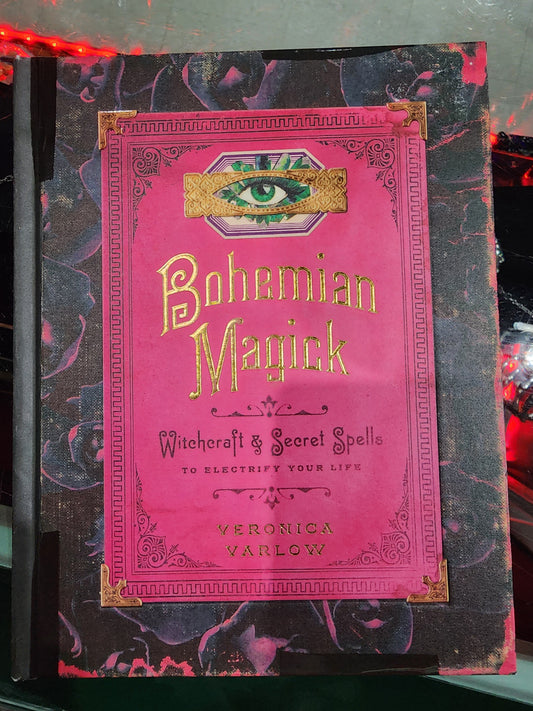 Bohemian
Magick
Witchcraft & Secret Spells
TO ELECTRIFY YOUR LIFE
VERONICA
VARLOW